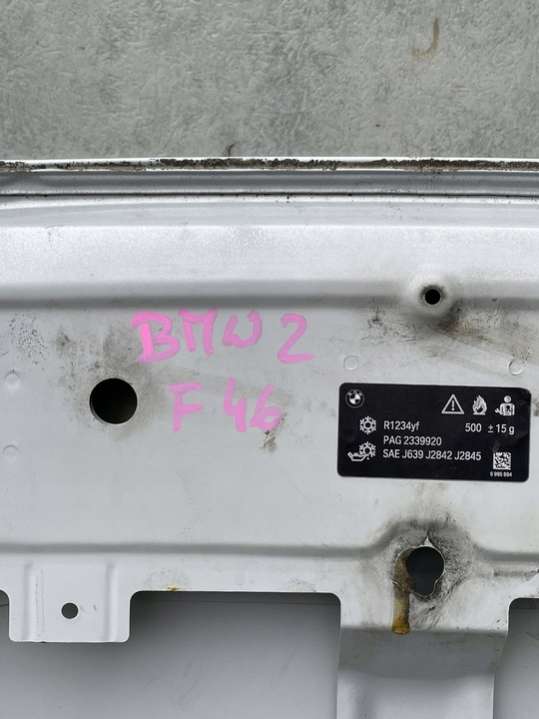 BMW 2
F 46
R1234yf 500 ± 15 g
PAG 2339920
SAE J639 J2842 J2845